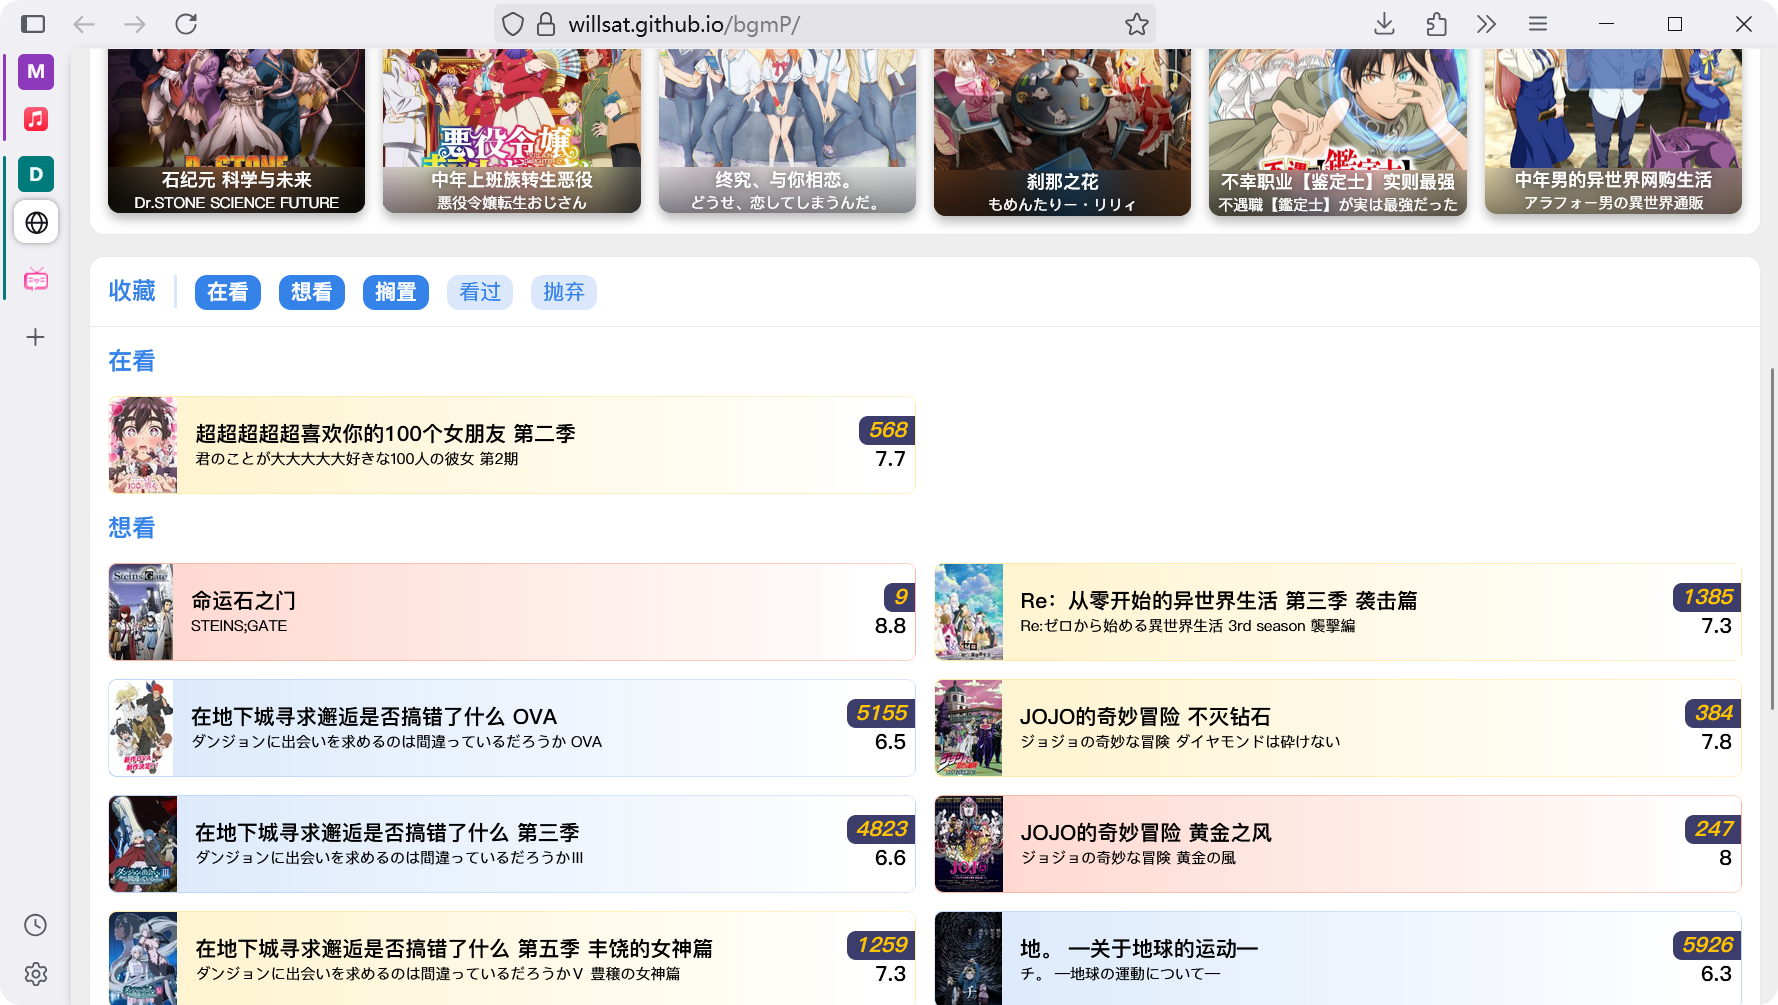 willsat.github.io/bgmP/
M
D
Dr.STONE
悪役令嬢
石纪元 科学与未来
Dr.STONE SCIENCE FUTURE
中年上班族转生恶役
悪役令嬢転生おじさん
终究、与你相恋。
どうせ、恋してしまうんだ。
刹那之花
もめんたりー・リリィ
不幸职业【鉴定士】实则最强
不遇職【鑑定士】が実は最強だった
中年男的异世界网购生活
アラフォー男の異世界通販
收藏
在看
想看
搁置
看过
抛弃
在看
超超超超超喜欢你的100个女朋友 第二季
君のことが大大大大大好きな100人の彼女 第2期
568
7.7
想看
Steins;Gate
命运石之门
STEINS;GATE
9
8.8
Re：从零开始的异世界生活 第三季 袭击篇
Re:ゼロから始める異世界生活 3rd season 襲撃編
1385
7.3
在地下城寻求邂逅是否搞错了什么 OVA
ダンジョンに出会いを求めるのは間違っているだろうか OVA
5155
6.5
JOJO的奇妙冒险 不灭钻石
ジョジョの奇妙な冒険 ダイヤモンドは砕けない
384
7.8
在地下城寻求邂逅是否搞错了什么 第三季
ダンジョンに出会いを求めるのは間違っているだろうかIII
4823
6.6
JOJO
JOJO的奇妙冒险 黄金之风
ジョジョの奇妙な冒険 黄金の風
247
8
在地下城寻求邂逅是否搞错了什么 第五季 丰饶的女神篇
ダンジョンに出会いを求めるのは間違っているだろうかⅤ 豊穣の女神篇
1259
7.3
地。 —关于地球的运动—
チ。 —地球の運動について—
5926
6.3